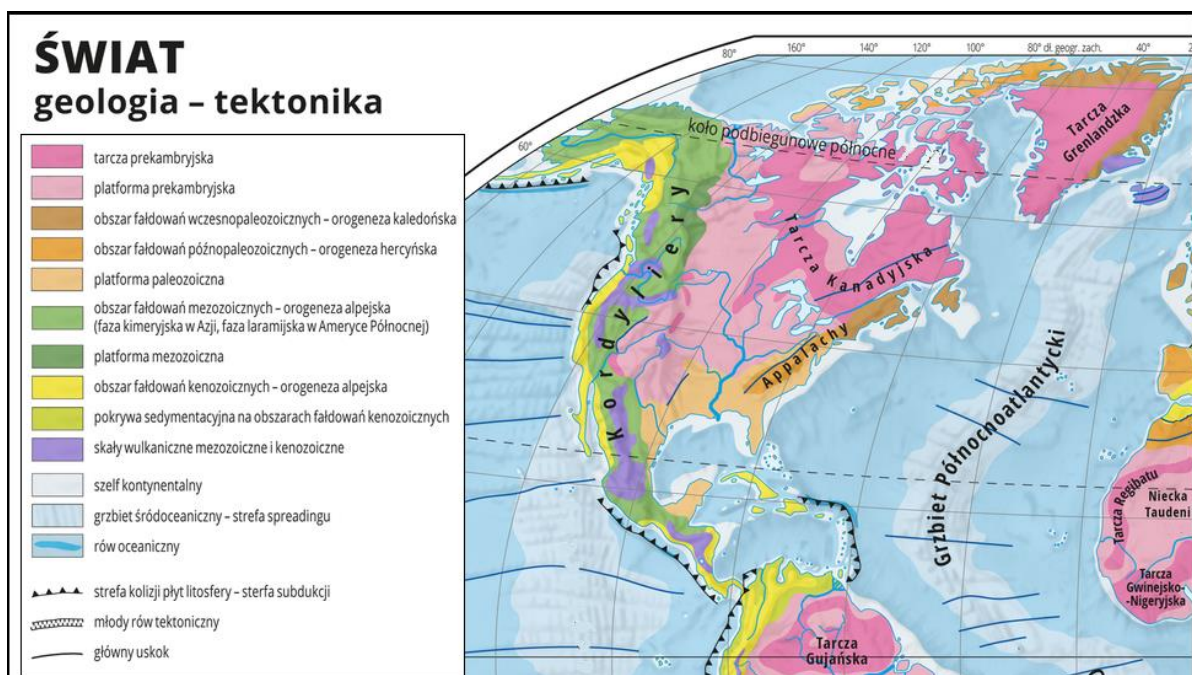 ŚWIAT
geologia – tektonika
tarcza prekambryjska
platforma prekambryjska
obszar fałdowań wczesnopaleozoicznych – orogeneza kaledońska
obszar fałdowań późnopaleozoicznych – orogeneza hercyńska
platforma paleozoiczna
obszar fałdowań mezozoicznych – orogeneza alpejska
(faza kimeryjska w Azji, faza laramijska w Ameryce Północnej)
platforma mezozoiczna
obszar fałdowań kenozoicznych – orogeneza alpejska
pokrywa sedymentacyjna na obszarach fałdowań kenozoicznych
skały wulkaniczne mezozoiczne i kenozoiczne
szelf kontynentalny
grzbiet śródoceaniczny – strefa spreadingu
rów oceaniczny
strefa kolizji płyt litosfery – sterfa subdukcji
młody rów tektoniczny
główny uskok
80°
160°
140°
120°
100°
80° dł. geogr. zach.
40°
60°
koło podbiegunowe północne
Tarcza
Grenlandzka
Kordyliery
Tarcza Kanadyjska
Appalachy
Grzbiet Północnoatlantycki
Tarcza Regibatu
Niecka
Taudeni
Tarcza
Gwinejsko-
-Nigeryjska
Tarcza
Gujańska